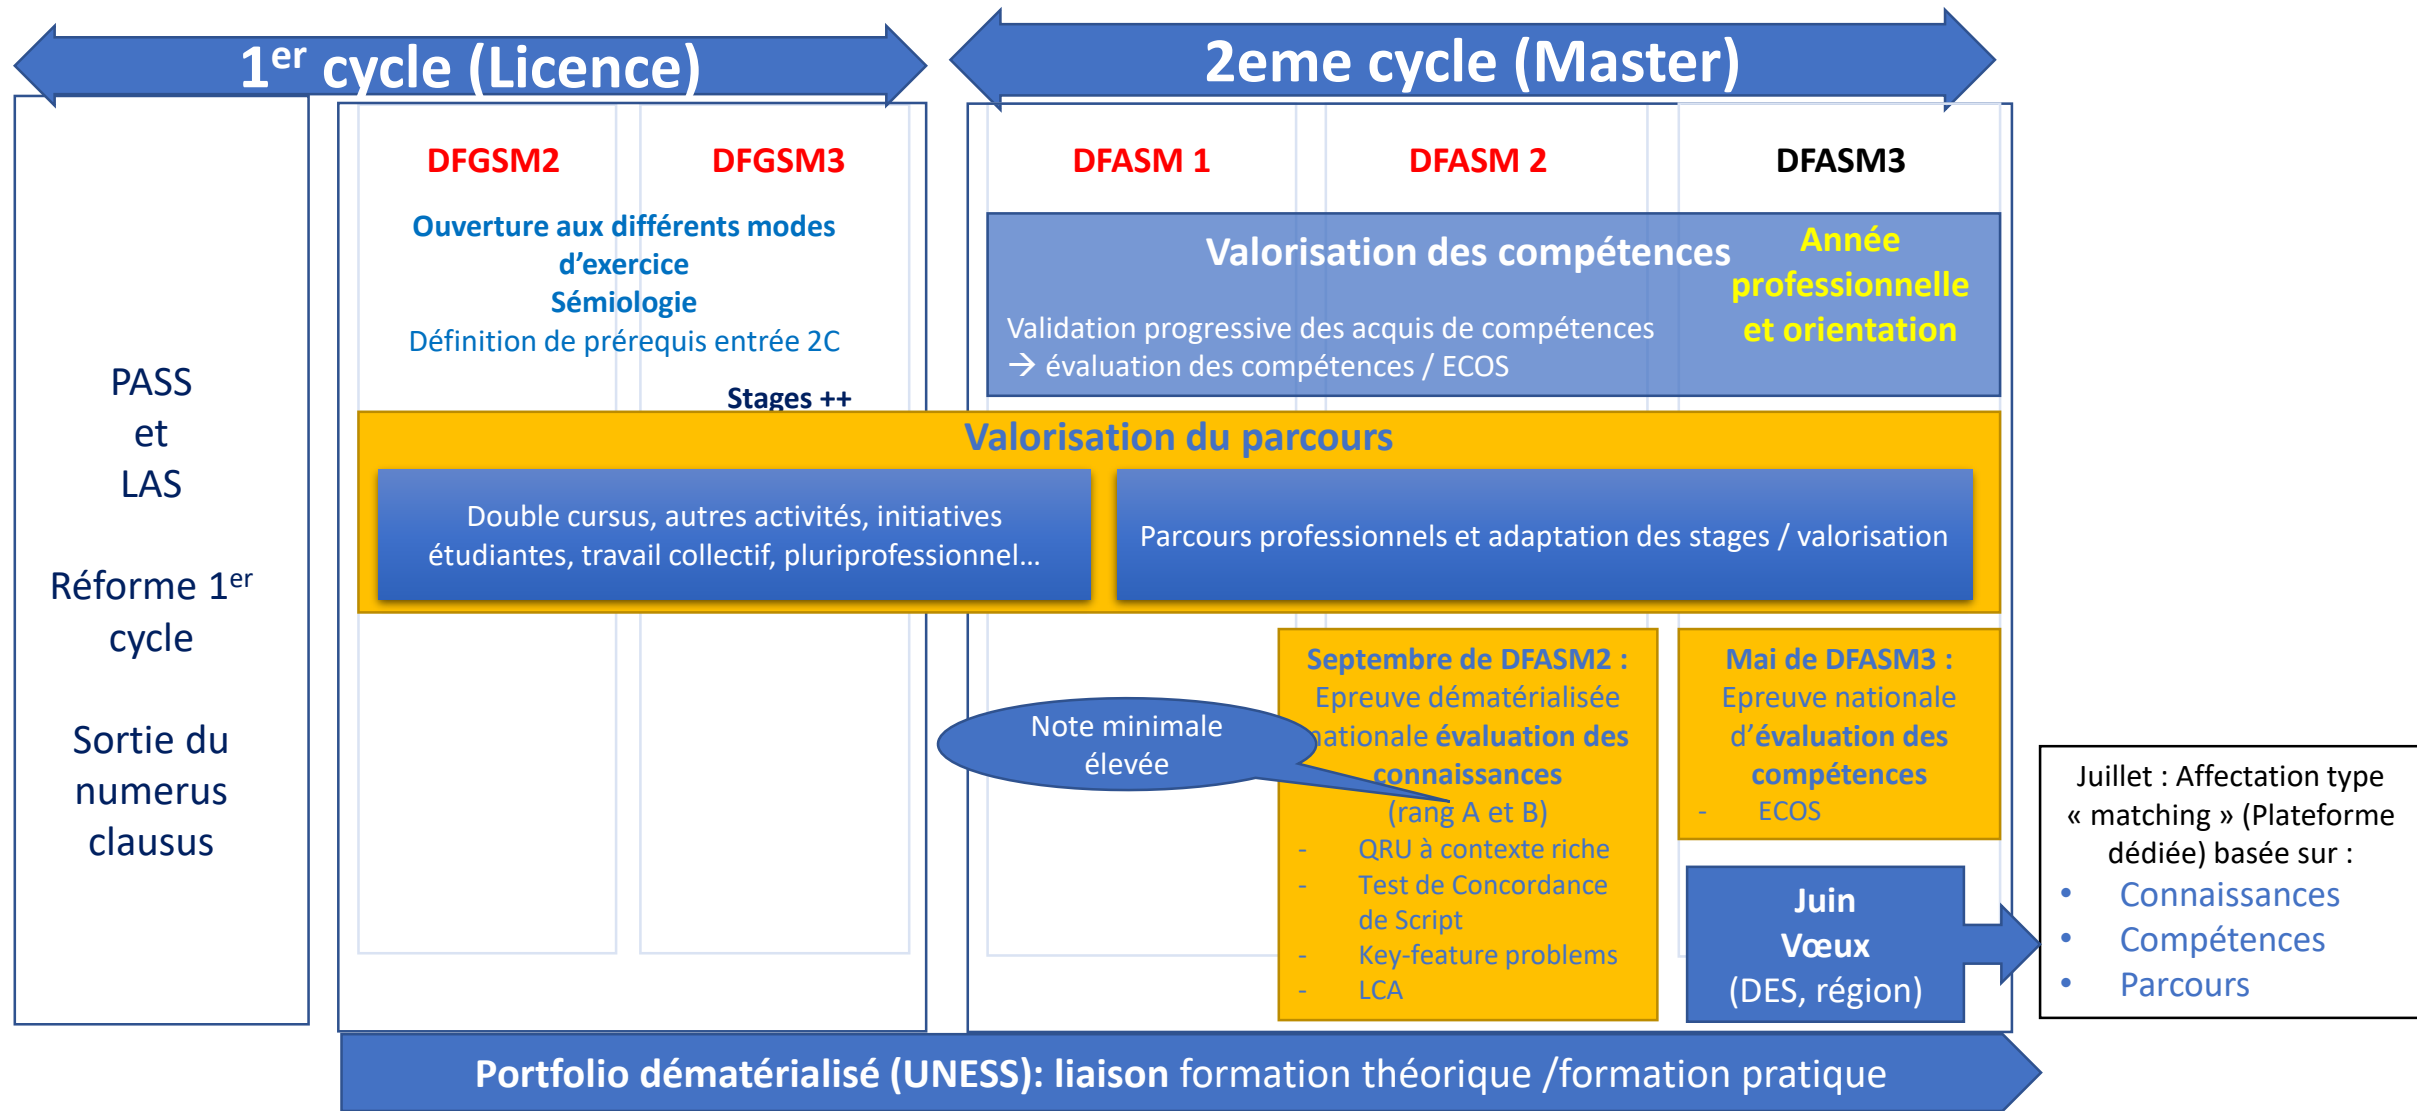 1er cycle (Licence)
2eme cycle (Master)
PASS
et
LAS
Réforme 1er
cycle
Sortie du
numerus
clausus
DFGSM2
DFGSM3
Ouverture aux différents modes
d’exercice
Sémiologie
Définition de prérequis entrée 2C
Stages ++
DFASM 1
DFASM 2
DFASM3
Valorisation des compétences
Validation progressive des acquis de compétences
→ évaluation des compétences / ECOS
Année
professionnelle
et orientation
Valorisation du parcours
Double cursus, autres activités, initiatives
étudiantes, travail collectif, pluriprofessionnel…
Parcours professionnels et adaptation des stages / valorisation
Note minimale
élevée
Septembre de DFASM2 :
Epreuve dématérialisée
nationale évaluation des
connaissances
(rang A et B)
- QRU à contexte riche
- Test de Concordance
de Script
- Key-feature problems
- LCA
Mai de DFASM3 :
Epreuve nationale
d’évaluation des
compétences
- ECOS
Juin
Vœux
(DES, région)
Juillet : Affectation type
« matching » (Plateforme
dédiée) basée sur :
• Connaissances
• Compétences
• Parcours
Portfolio dématérialisé (UNESS): liaison formation théorique /formation pratique